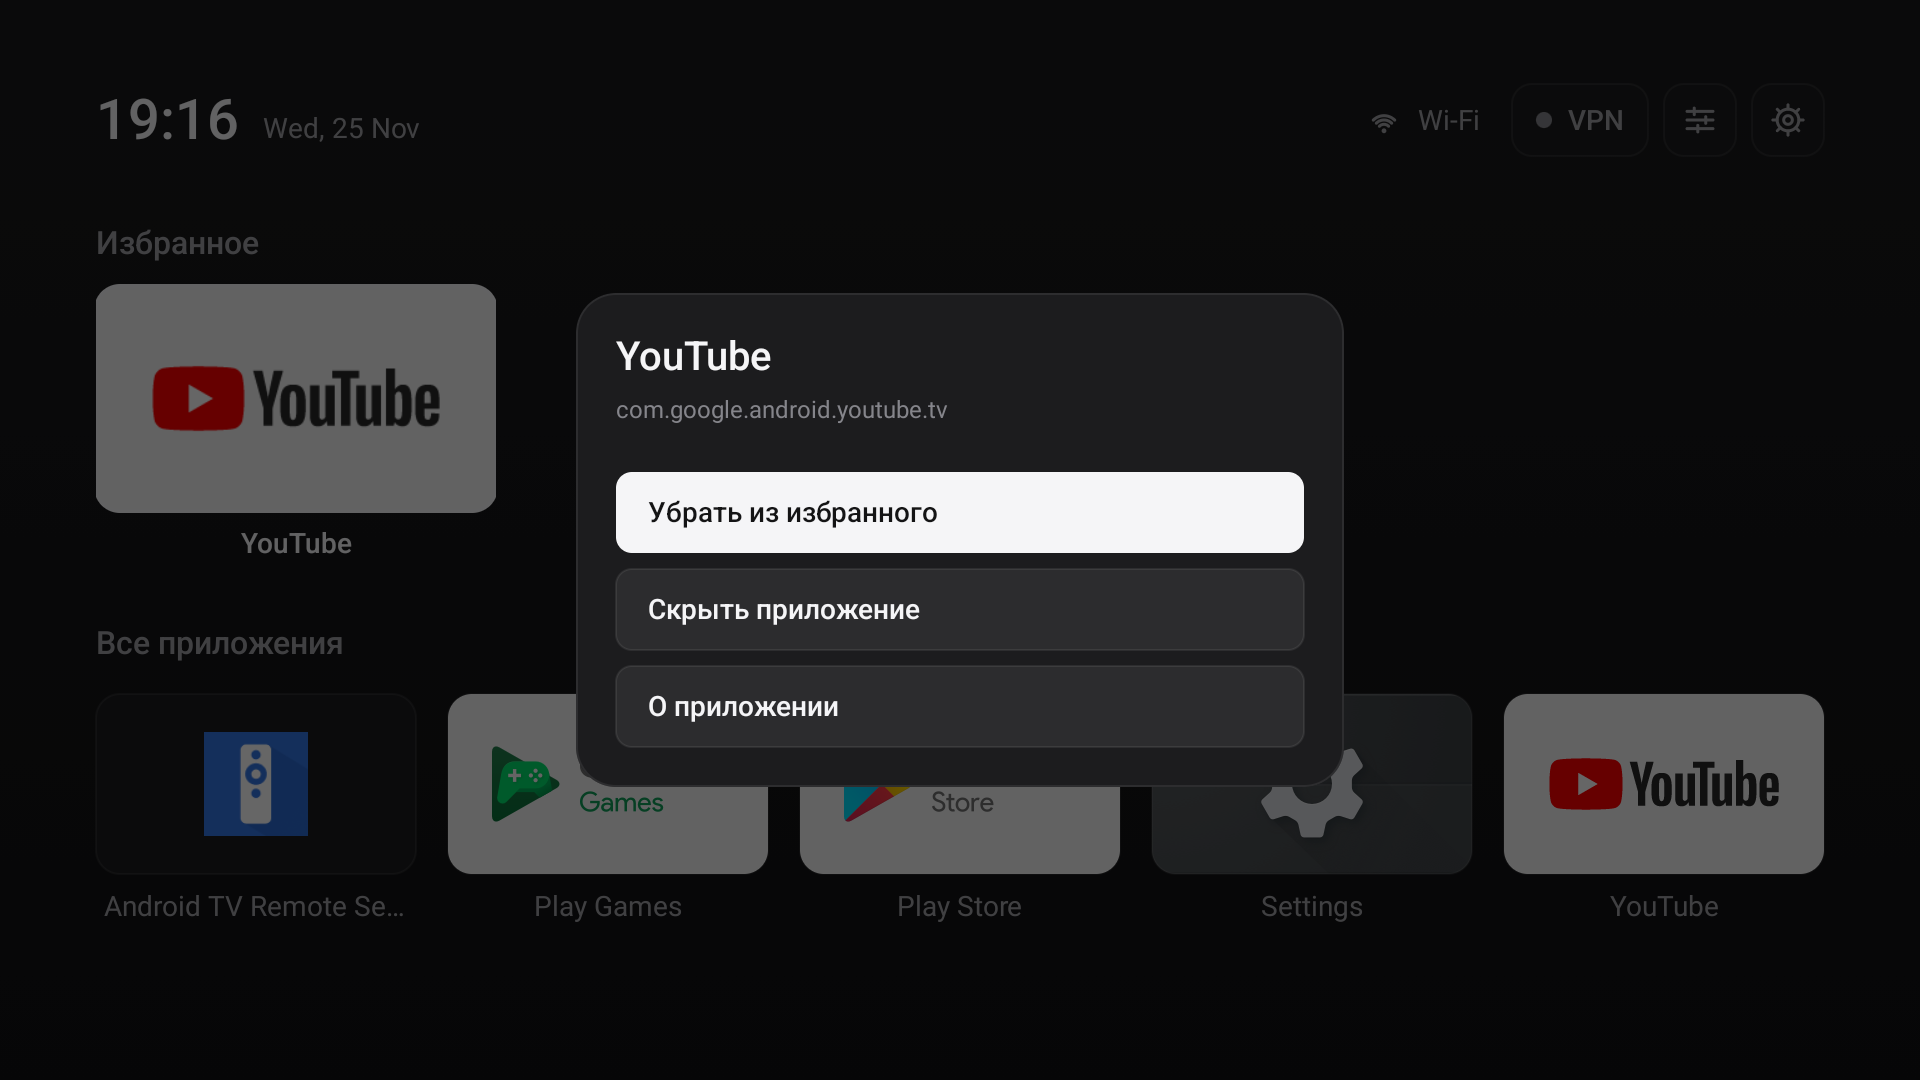 19:16
Wed, 25 Nov
Wi-Fi
VPN
Избранное
YouTube
YouTube
YouTube
com.google.android.youtube.tv
Убрать из избранного
Скрыть приложение
О приложении
Все приложения
Games
Store
YouTube
Android TV Remote Se...
Play Games
Play Store
Settings
YouTube